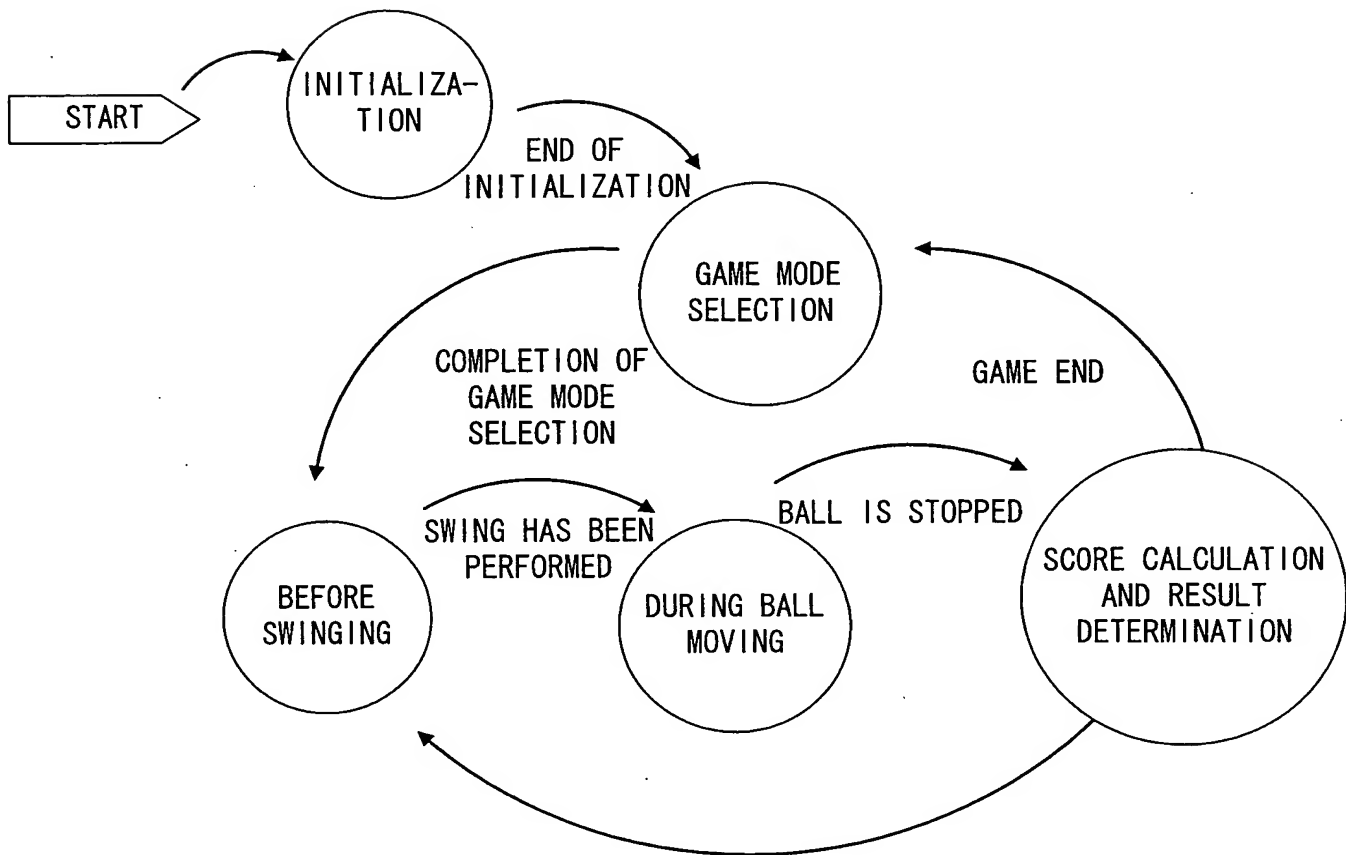 START
INITIALIZA-
TION
END OF
INITIALIZATION
GAME MODE
SELECTION
COMPLETION OF
GAME MODE
SELECTION
GAME END
SWING HAS BEEN
PERFORMED
BALL IS STOPPED
BEFORE
SWINGING
DURING BALL
MOVING
SCORE CALCULATION
AND RESULT
DETERMINATION